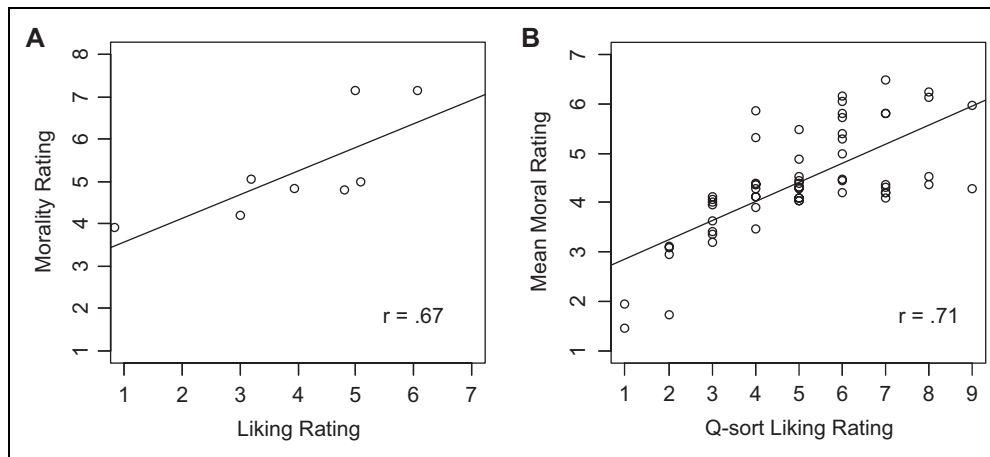 A
Morality Rating
8
7
6
5
4
3
2
1
r = .67
1 2 3 4 5 6 7
Liking Rating
B
Mean Moral Rating
7
6
5
4
3
2
1
r = .71
1 2 3 4 5 6 7 8 9
Q-sort Liking Rating